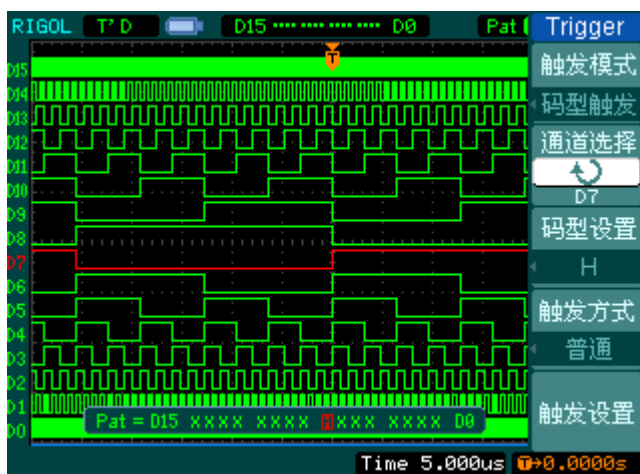 RIGOL T'D D15 D0 Pat
Trigger
触发模式
码型触发
通道选择
D7
码型设置
H
触发方式
普通
触发设置
D15
D14
D13
D12
D11
D10
D9
D8
D7
D6
D5
D4
D3
D2
D1
D0
T
Pat = D15 XXXX XXXX HXXX XXXX D0
Time 5.000us T→0.0000s